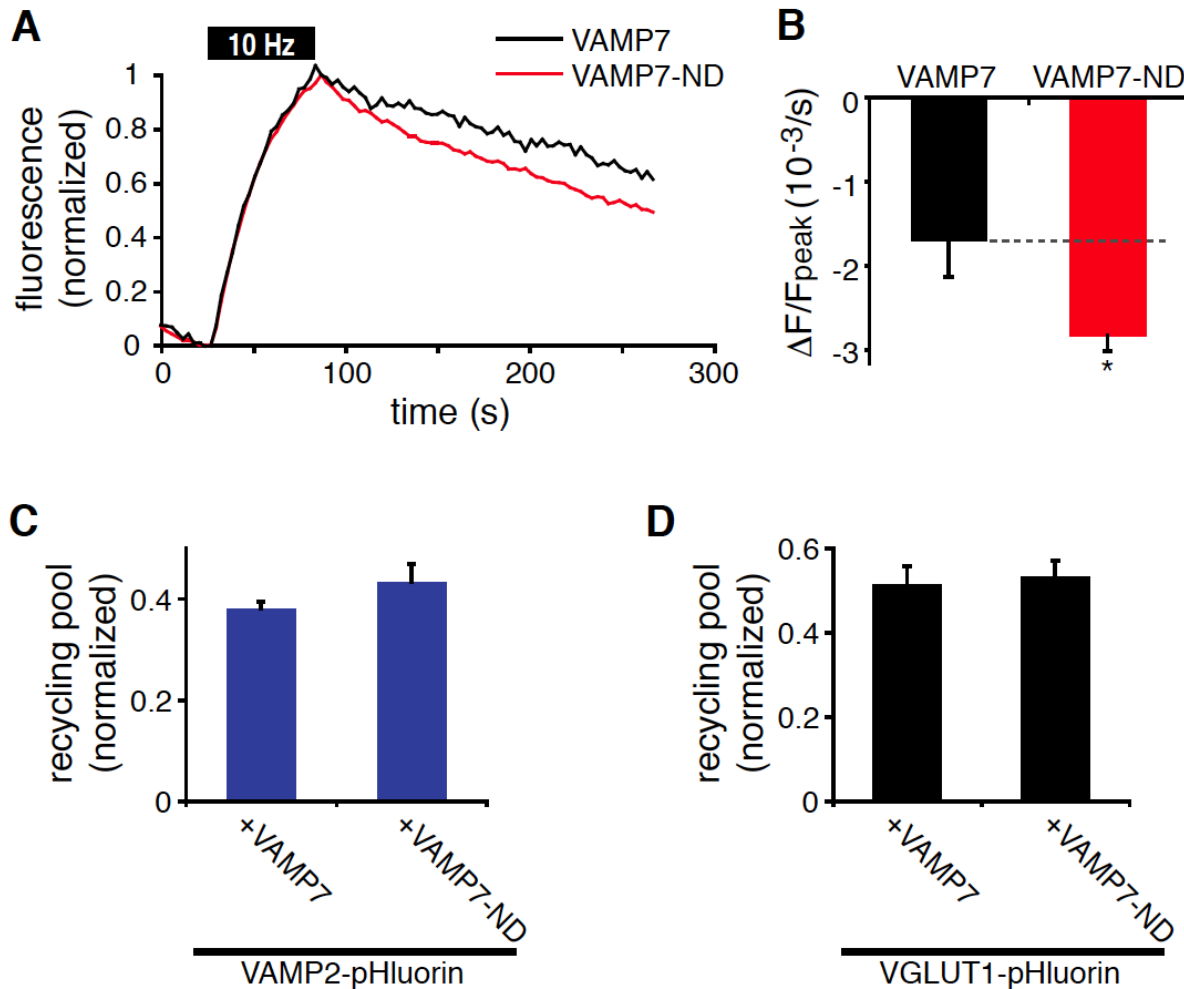 A
10 Hz
VAMP7
VAMP7-ND
fluorescence
(normalized)
1
0.8
0.6
0.4
0.2
0
0
100
200
300
time (s)
B
VAMP7
VAMP7-ND
ΔF/Fpeak (10⁻³/s)
0
-1
-2
-3
*
C
recycling pool
(normalized)
0.4
0.2
0
+VAMP7
+VAMP7-ND
VAMP2-pHluorin
D
recycling pool
(normalized)
0.6
0.4
0.2
0
+VAMP7
+VAMP7-ND
VGLUT1-pHluorin